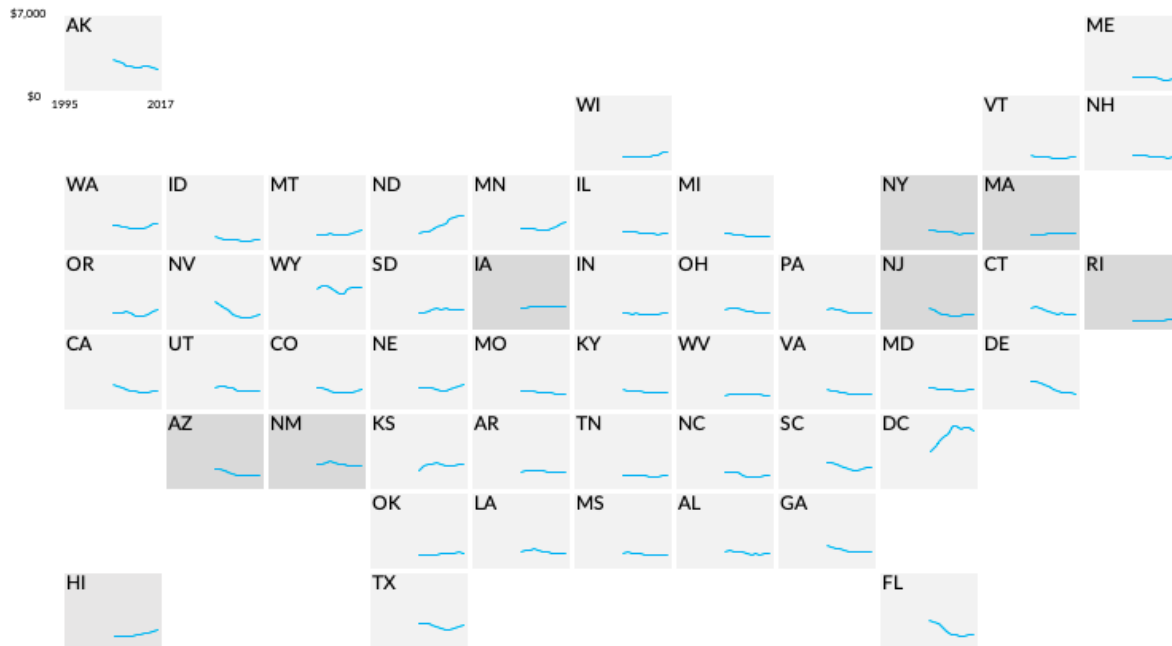 $7,000
AK
ME
$0
1995 2017
WI
VT
NH
WA
ID
MT
ND
MN
IL
MI
NY
MA
OR
NV
WY
SD
IA
IN
OH
PA
NJ
CT
RI
CA
UT
CO
NE
MO
KY
WV
VA
MD
DE
AZ
NM
KS
AR
TN
NC
SC
DC
OK
LA
MS
AL
GA
HI
TX
FL